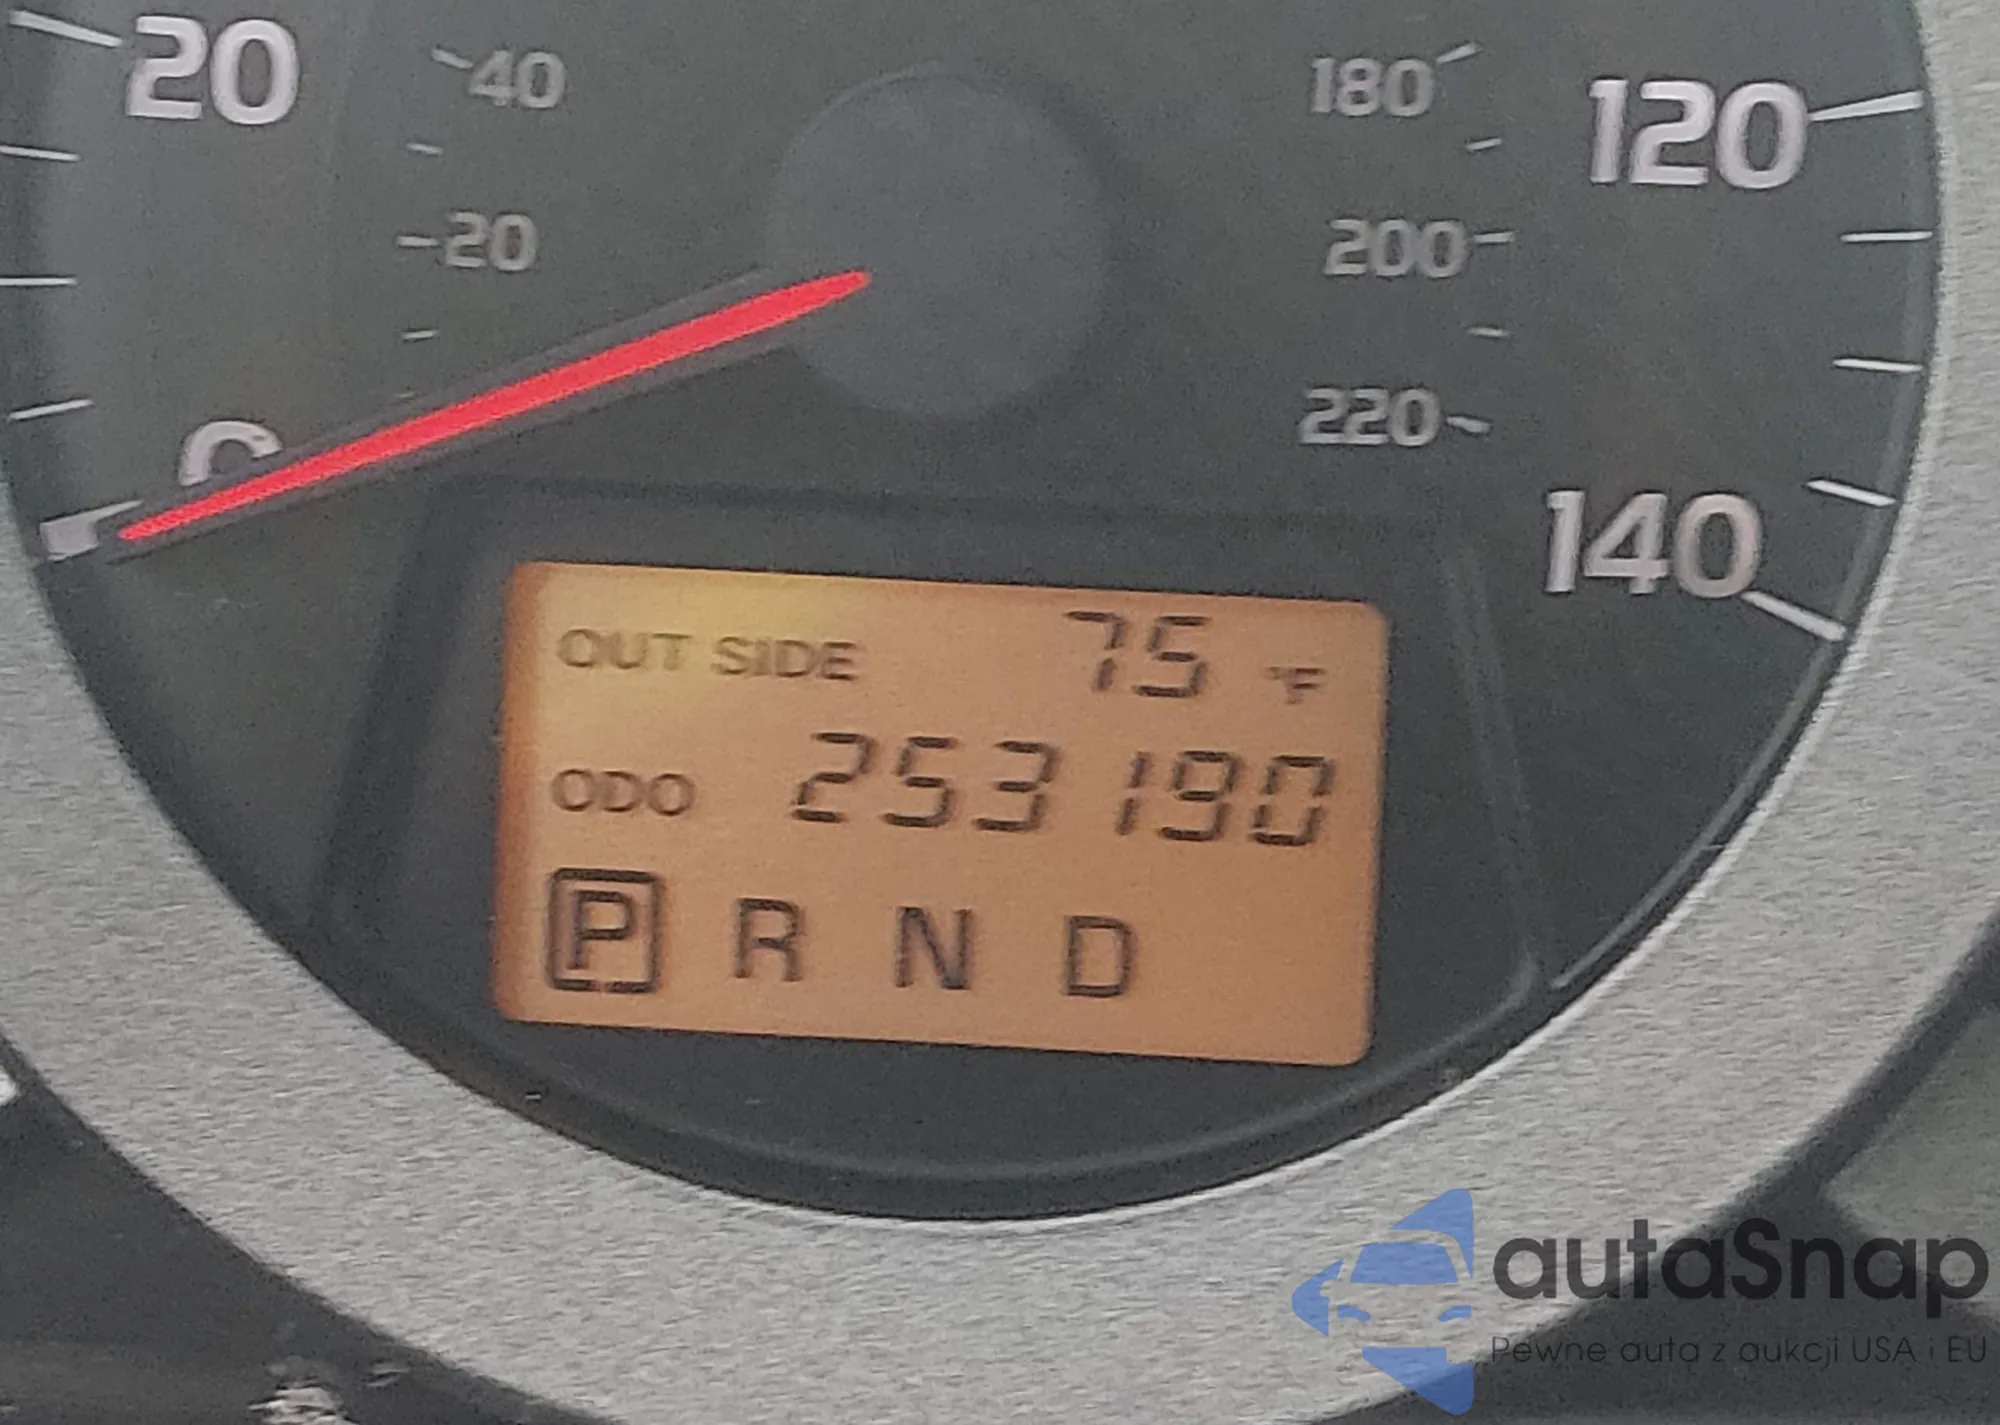 20 40 180 120
20 200
0 220
140
OUT SIDE 75 °F
ODO 253190
P R N D
autaSnap
Pewne auta z aukcji USA i EU